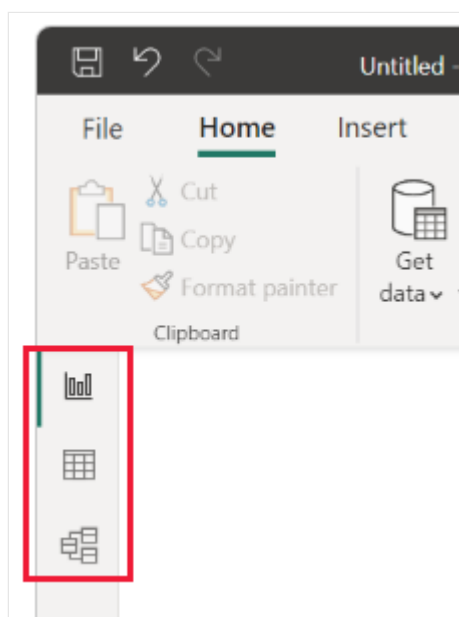 Untitled -
File Home Insert
Cut
Copy
Paste
Format painter
Get
data
Clipboard